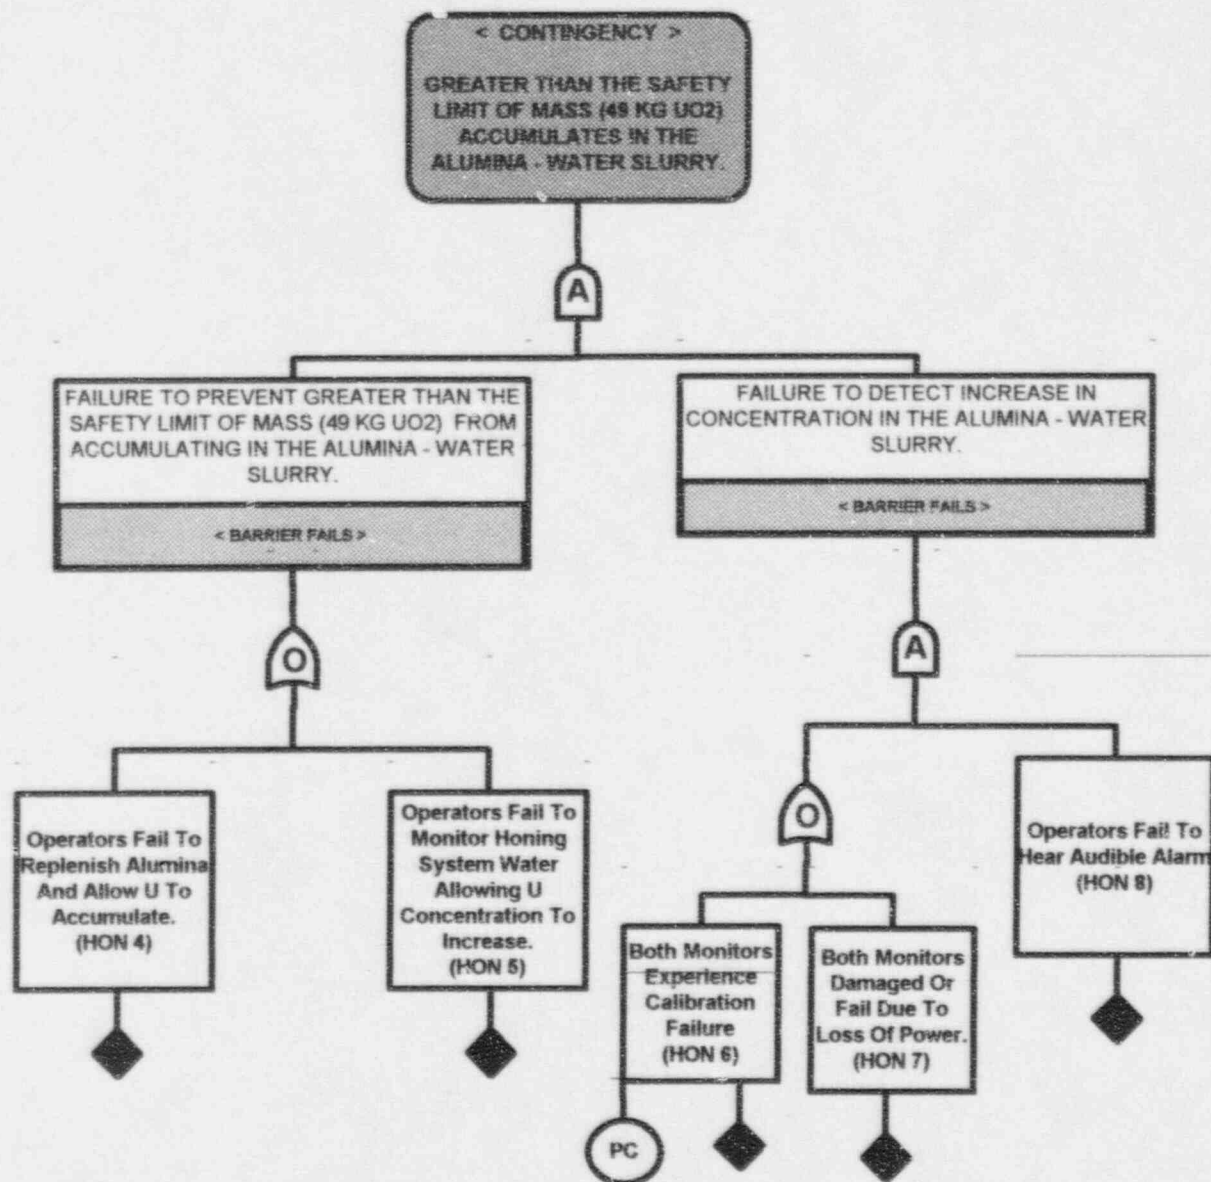 < CONTINGENCY >
GREATER THAN THE SAFETY
LIMIT OF MASS (49 KG UO2)
ACCUMULATES IN THE
ALUMINA - WATER SLURRY.
A
FAILURE TO PREVENT GREATER THAN THE
SAFETY LIMIT OF MASS (49 KG UO2) FROM
ACCUMULATING IN THE ALUMINA - WATER
SLURRY.
< BARRIER FAILS >
FAILURE TO DETECT INCREASE IN
CONCENTRATION IN THE ALUMINA - WATER
SLURRY.
< BARRIER FAILS >
O
A
Operators Fail To
Replenish Alumina
And Allow U To
Accumulate.
(HON 4)
Operators Fail To
Monitor Honing
System Water
Allowing U
Concentration To
Increase.
(HON 5)
O
Operators Fail To
Hear Audible Alarm
(HON 8)
Both Monitors
Experience
Calibration
Failure
(HON 6)
Both Monitors
Damaged Or
Fail Due To
Loss Of Power.
(HON 7)
PC